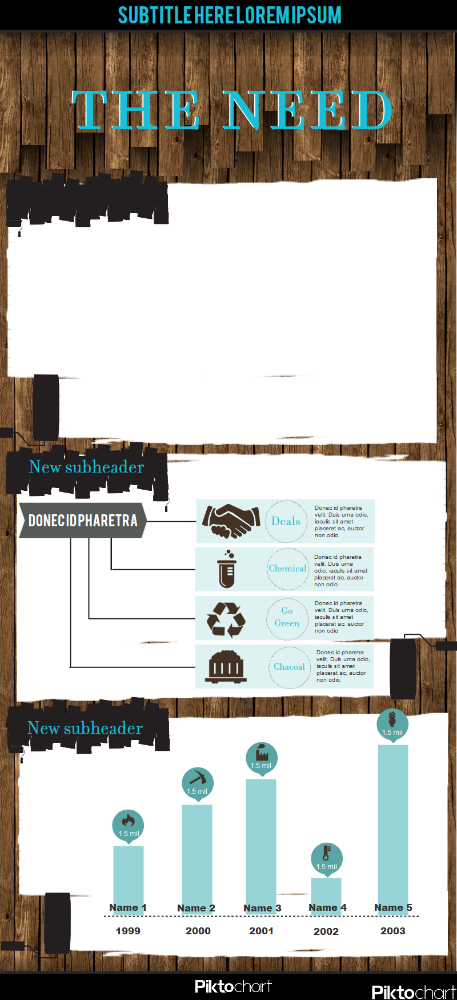 SUBTITLE HERE LOREM IPSUM
THE NEED
New subheader
DONEC ID PHARETRA
Deals
Donec id pharetra
velit. Duis urna odio,
iaculis sit amet
placerat ac, auctor
non odio.
Chemical
Donec id pharetra
velit. Duis urna
odio, iaculis sit amet
placerat ac, auctor
non odio.
Go
Green
Donec id pharetra
velit. Duis urna odio,
iaculis sit amet
placerat ac, auctor
non odio.
Chacoal
Donec id pharetra
velit. Duis urna odio,
iaculis sit amet
placerat ac, auctor
non odio.
New subheader
1.5 mil
1.5 mil
1.5 mil
1.5 mil
1.5 mil
Name 1
Name 2
Name 3
Name 4
Name 5
1999
2000
2001
2002
2003
Piktochart
Piktochart